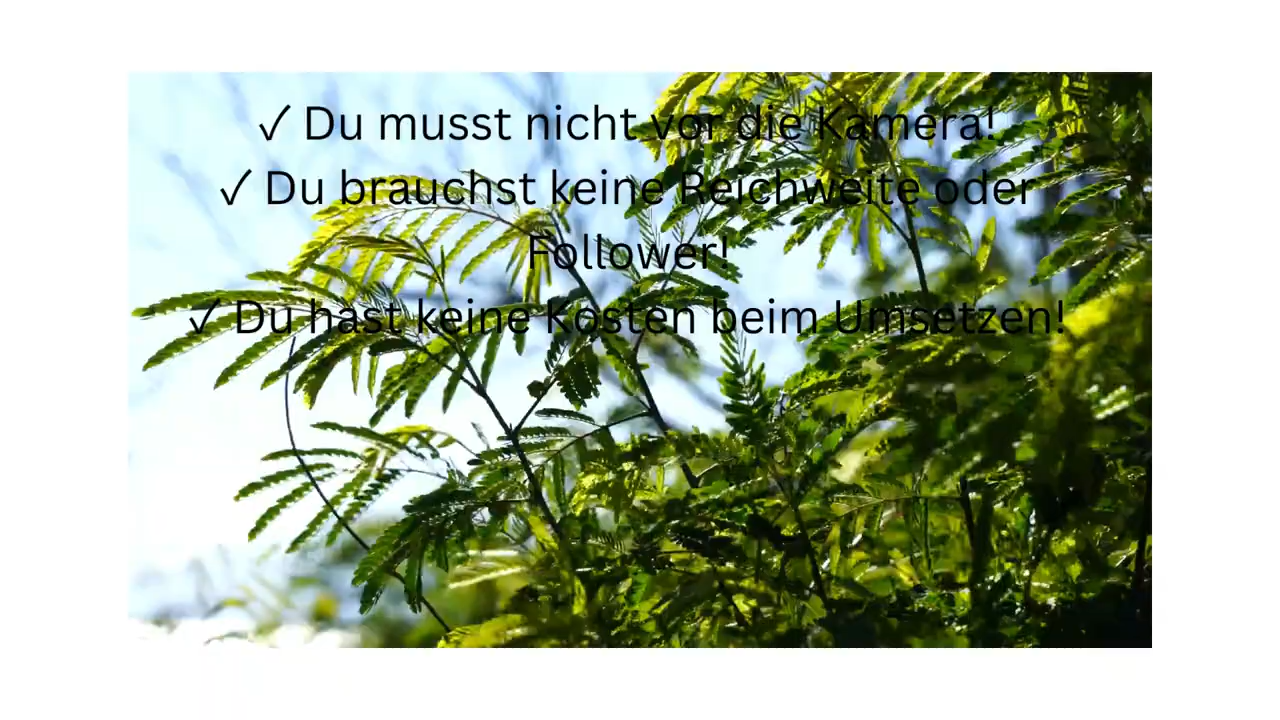 ✓ Du musst nicht vor die Kamera!
✓ Du brauchst keine Reichweite oder
Follower!
✓ Du hast keine Kosten beim Umsetzen!